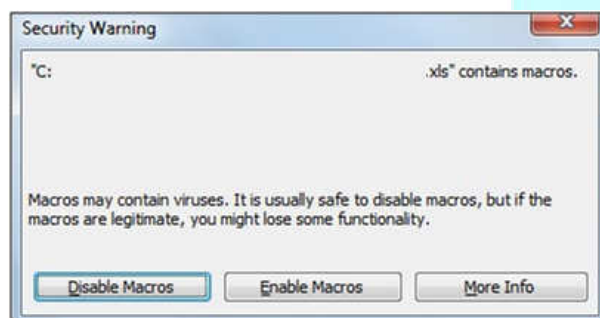 Security Warning
"C: .xls" contains macros.
Macros may contain viruses. It is usually safe to disable macros, but if the
macros are legitimate, you might lose some functionality.
Disable Macros Enable Macros More Info